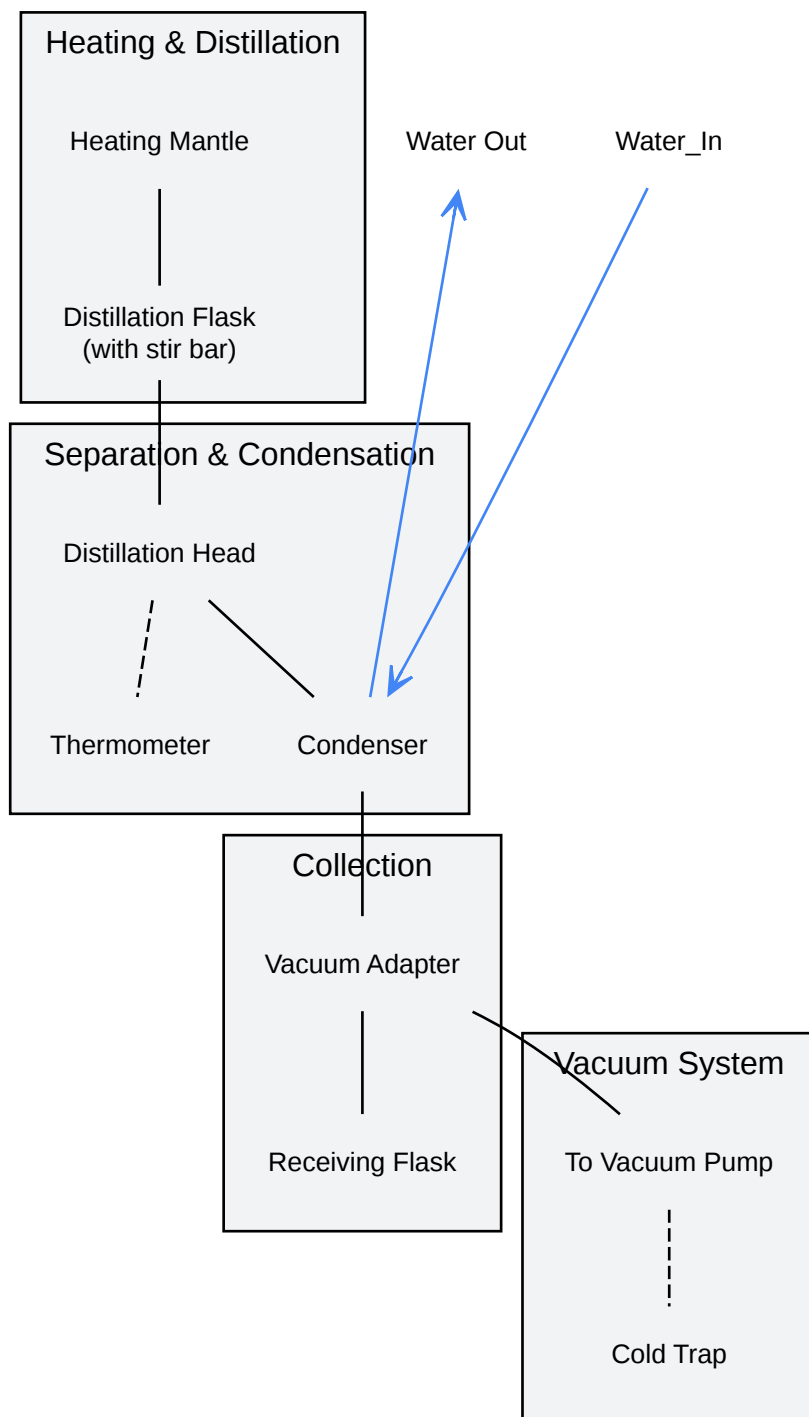 Heating & Distillation
Heating Mantle
Water Out
Water_In
Distillation Flask
(with stir bar)
Separation & Condensation
Distillation Head
Thermometer
Condenser
Collection
Vacuum Adapter
Vacuum System
Receiving Flask
To Vacuum Pump
Cold Trap